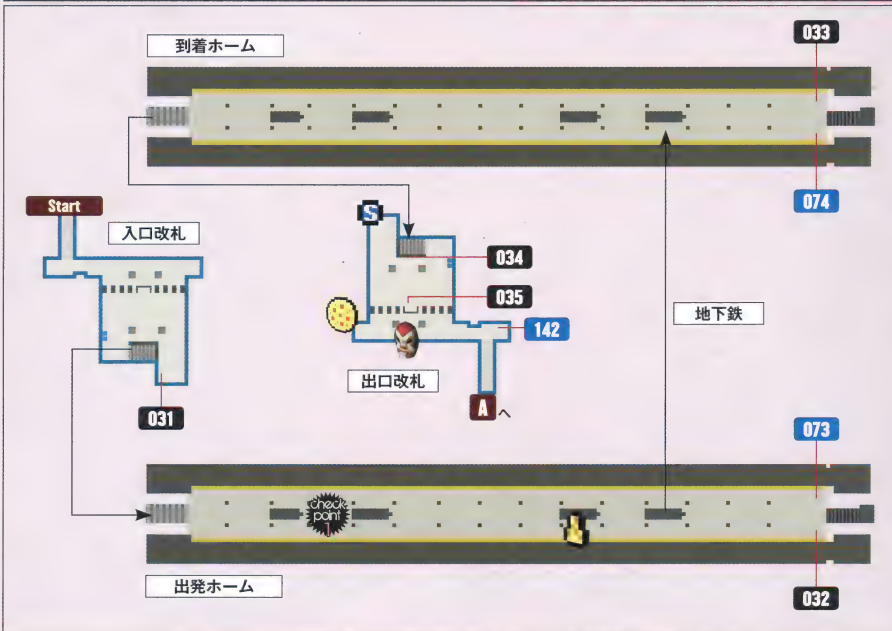 到着ホーム
033
074
Start
入口改札
S
034
035
142
地下鉄
出口改札
A へ
031
073
check
point
1
出発ホーム
032